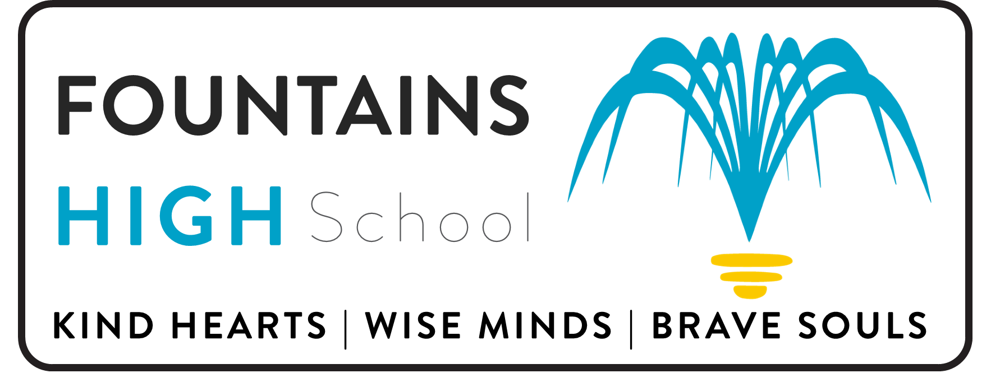 FOUNTAINS
HIGH School
KIND HEARTS | WISE MINDS | BRAVE SOULS